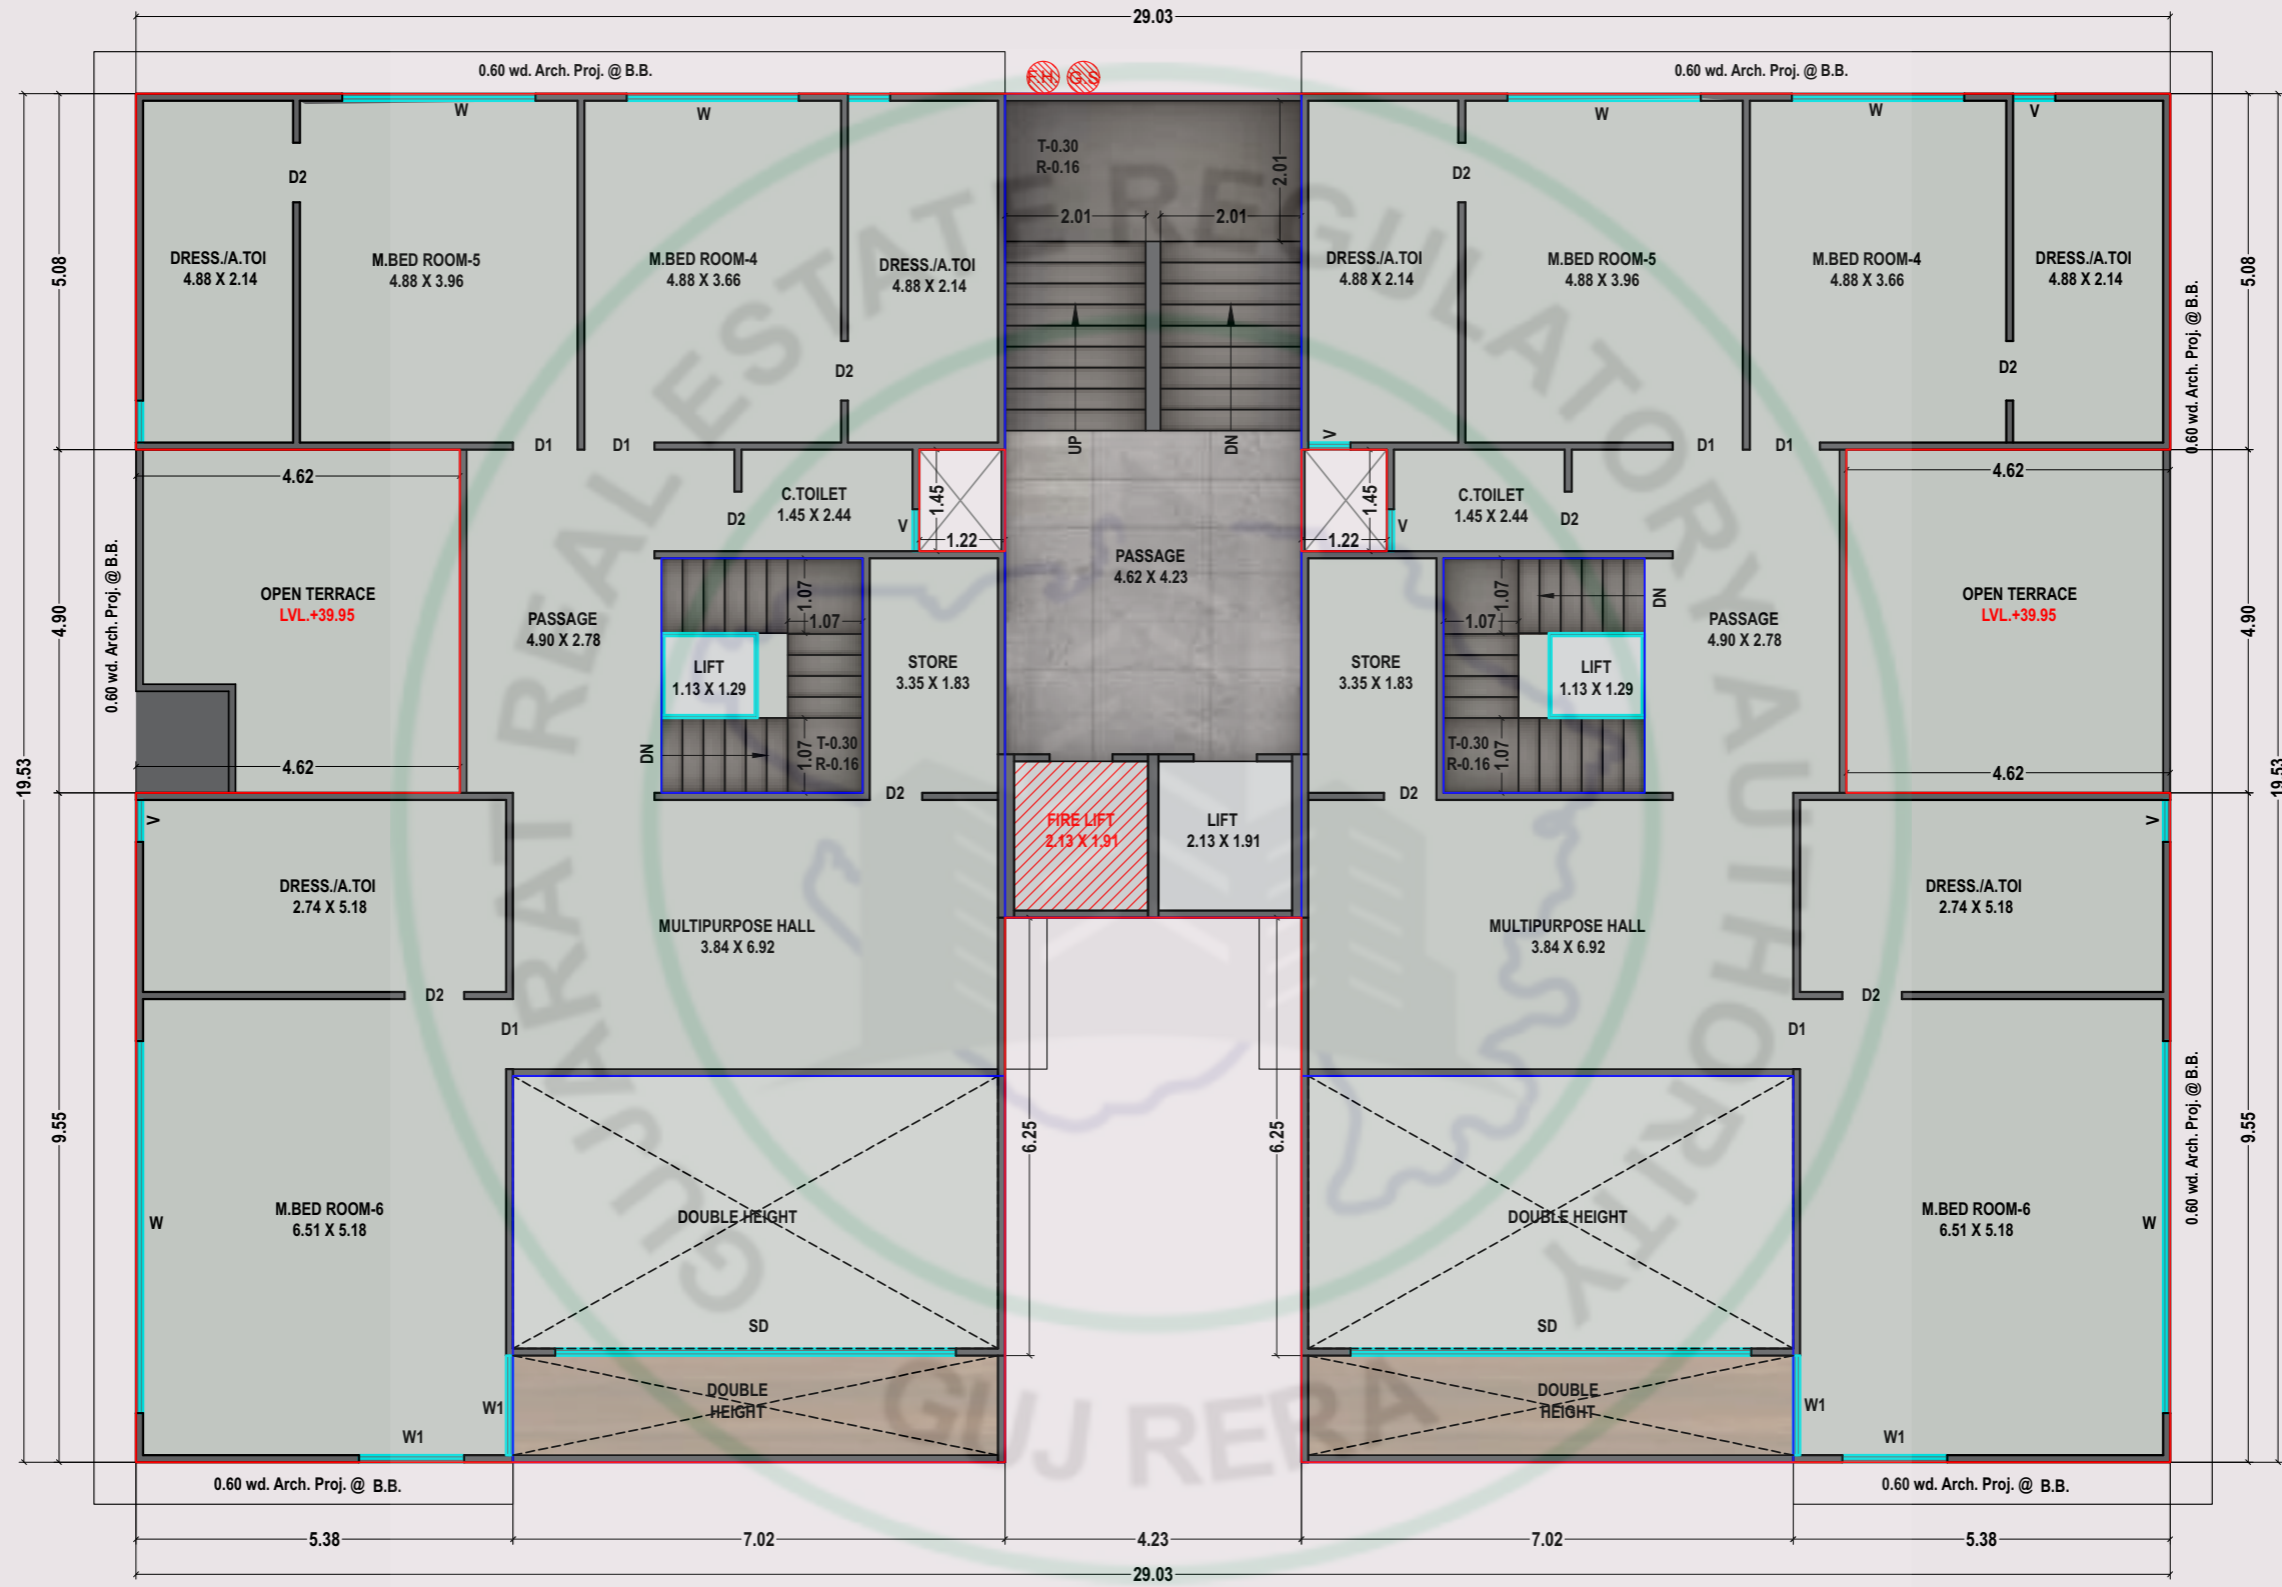 29.03
0.60 wd. Arch. Proj. @ B.B.
0.60 wd. Arch. Proj. @ B.B.
F.H. G.S
W
W
W
W
V
T-0.30
R-0.16
2.01
2.01
2.01
D2
D2
5.08
5.08
DRESS./A.TOI
4.88 X 2.14
M.BED ROOM-5
4.88 X 3.96
M.BED ROOM-4
4.88 X 3.66
DRESS./A.TOI
4.88 X 2.14
DRESS./A.TOI
4.88 X 2.14
M.BED ROOM-5
4.88 X 3.96
M.BED ROOM-4
4.88 X 3.66
DRESS./A.TOI
4.88 X 2.14
0.60 wd. Arch. Proj. @ B.B.
D2
D2
D1
D1
UP
DN
V
D1
D1
4.62
4.62
C.TOILET
1.45 X 2.44
D2
V
1.45
1.22
1.45
1.22
V
C.TOILET
1.45 X 2.44
D2
PASSAGE
4.62 X 4.23
0.60 wd. Arch. Proj. @ B.B.
4.90
4.90
OPEN TERRACE
LVL.+39.95
PASSAGE
4.90 X 2.78
1.07
1.07
LIFT
1.13 X 1.29
STORE
3.35 X 1.83
STORE
3.35 X 1.83
1.07
1.07
LIFT
1.13 X 1.29
DN
PASSAGE
4.90 X 2.78
OPEN TERRACE
LVL.+39.95
DN
1.07
T-0.30
R-0.16
T-0.30
R-0.16
1.07
4.62
4.62
19.53
19.53
D2
D2
V
V
FIRE LIFT
2.13 X 1.91
LIFT
2.13 X 1.91
DRESS./A.TOI
2.74 X 5.18
MULTIPURPOSE HALL
3.84 X 6.92
MULTIPURPOSE HALL
3.84 X 6.92
DRESS./A.TOI
2.74 X 5.18
D2
D2
D1
D1
9.55
9.55
6.25
6.25
0.60 wd. Arch. Proj. @ B.B.
M.BED ROOM-6
6.51 X 5.18
W
DOUBLE HEIGHT
DOUBLE HEIGHT
M.BED ROOM-6
6.51 X 5.18
W
SD
SD
DOUBLE
HEIGHT
DOUBLE
HEIGHT
W1
W1
W1
W1
0.60 wd. Arch. Proj. @ B.B.
0.60 wd. Arch. Proj. @ B.B.
5.38
7.02
4.23
7.02
5.38
29.03
GUJARAT REAL ESTATE REGULATORY AUTHORITY
GUJ RERA